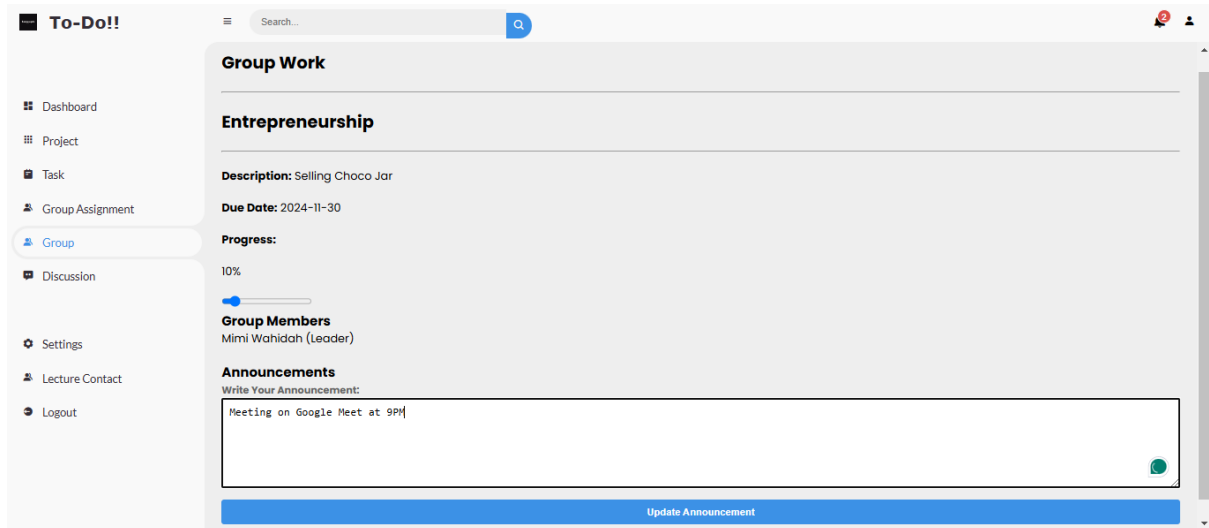 To-Do!!
Search...
2
Dashboard
Project
Task
Group Assignment
Group
Discussion
Settings
Lecture Contact
Logout
Group Work
Entrepreneurship
Description: Selling Choco Jar
Due Date: 2024-11-30
Progress:
10%
Group Members
Mimi Wahidah (Leader)
Announcements
Write Your Announcement:
Meeting on Google Meet at 9PM
Update Announcement